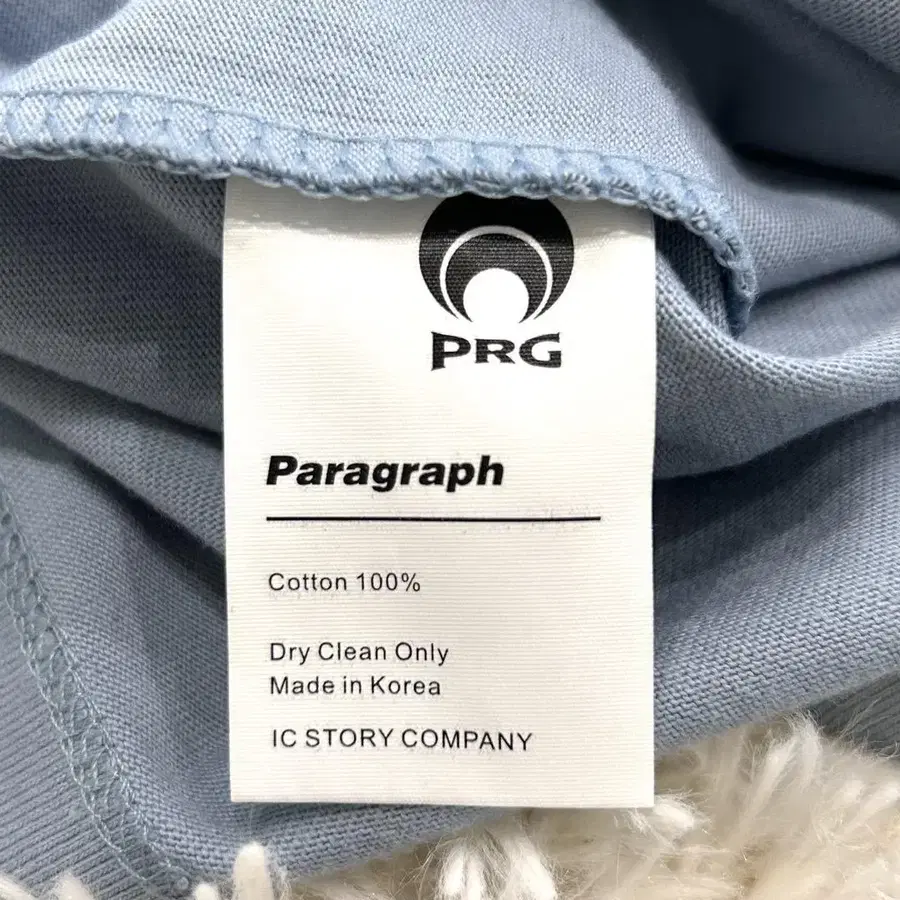 PRG
Paragraph
Cotton 100%
Dry Clean Only
Made in Korea
IC STORY COMPANY